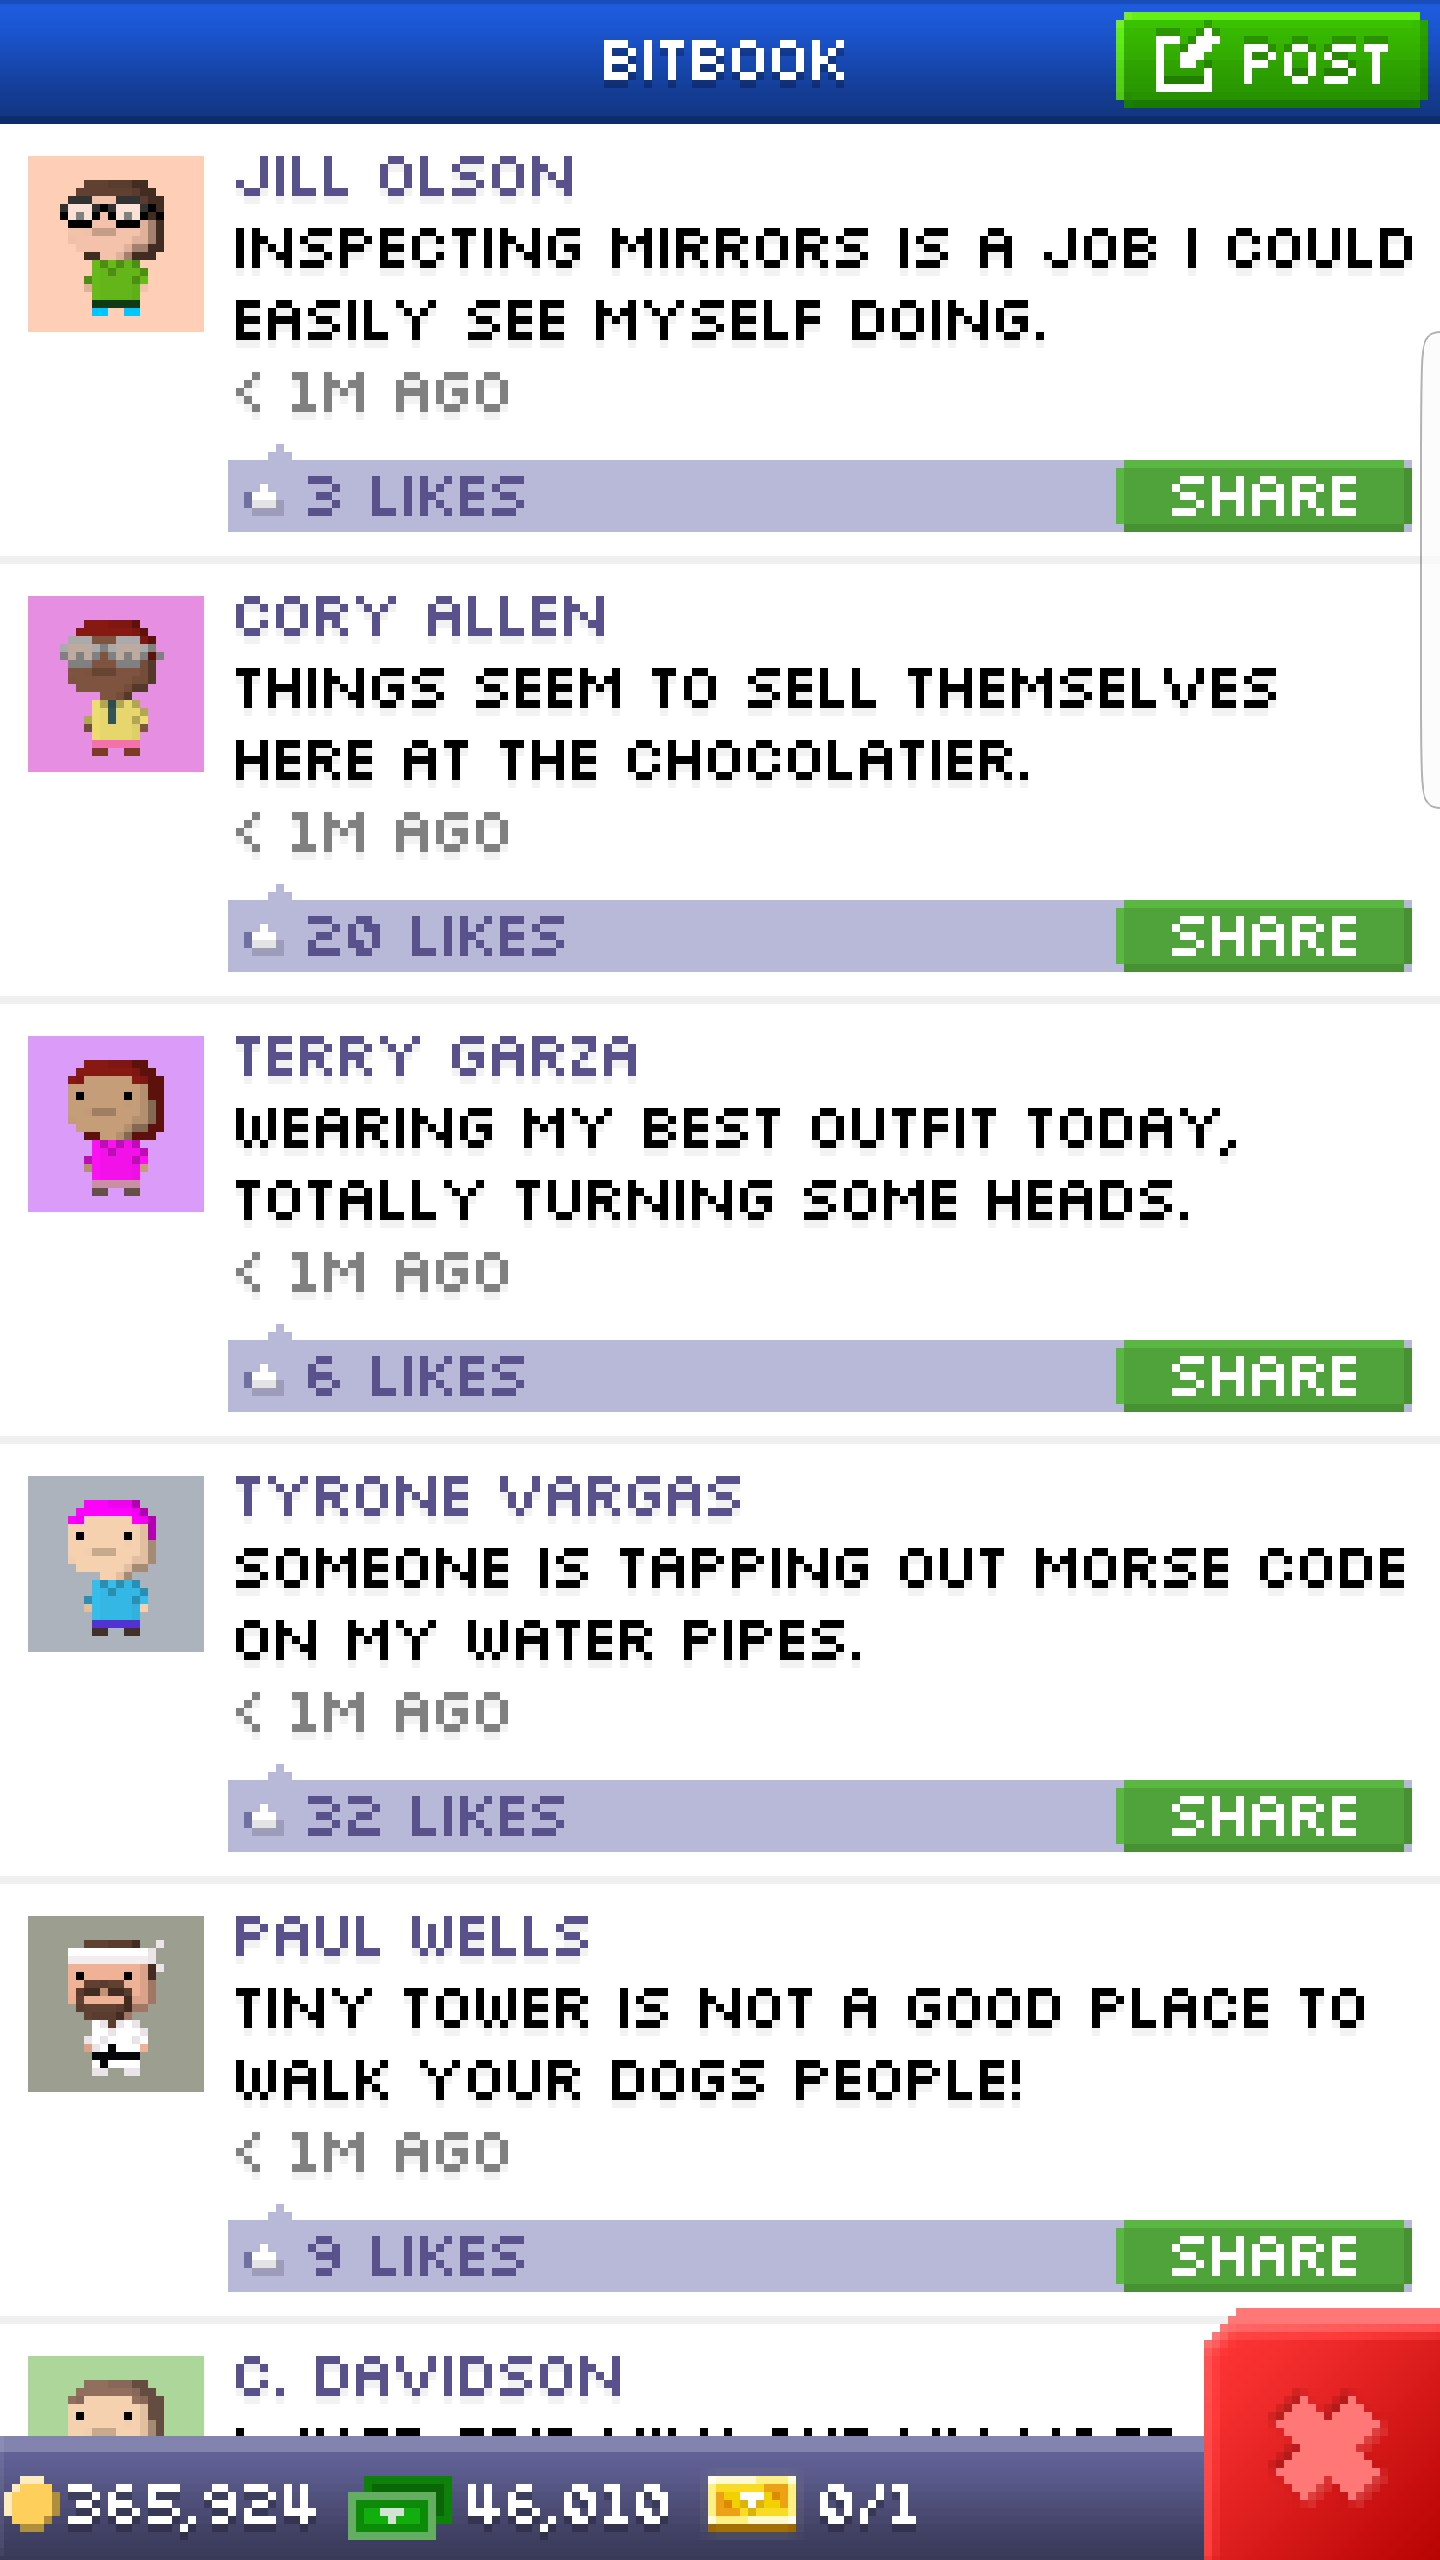 BITBOOK
POST
JILL OLSON
INSPECTING MIRRORS IS A JOB I COULD
EASILY SEE MYSELF DOING.
< 1M AGO
3 LIKES
SHARE
CORY ALLEN
THINGS SEEM TO SELL THEMSELVES
HERE AT THE CHOCOLATIER.
< 1M AGO
20 LIKES
SHARE
TERRY GARZA
WEARING MY BEST OUTFIT TODAY,
TOTALLY TURNING SOME HEADS.
< 1M AGO
6 LIKES
SHARE
TYRONE VARGAS
SOMEONE IS TAPPING OUT MORSE CODE
ON MY WATER PIPES.
< 1M AGO
32 LIKES
SHARE
PAUL WELLS
TINY TOWER IS NOT A GOOD PLACE TO
WALK YOUR DOGS PEOPLE!
< 1M AGO
9 LIKES
SHARE
C. DAVIDSON
365,924 46,010 0/1